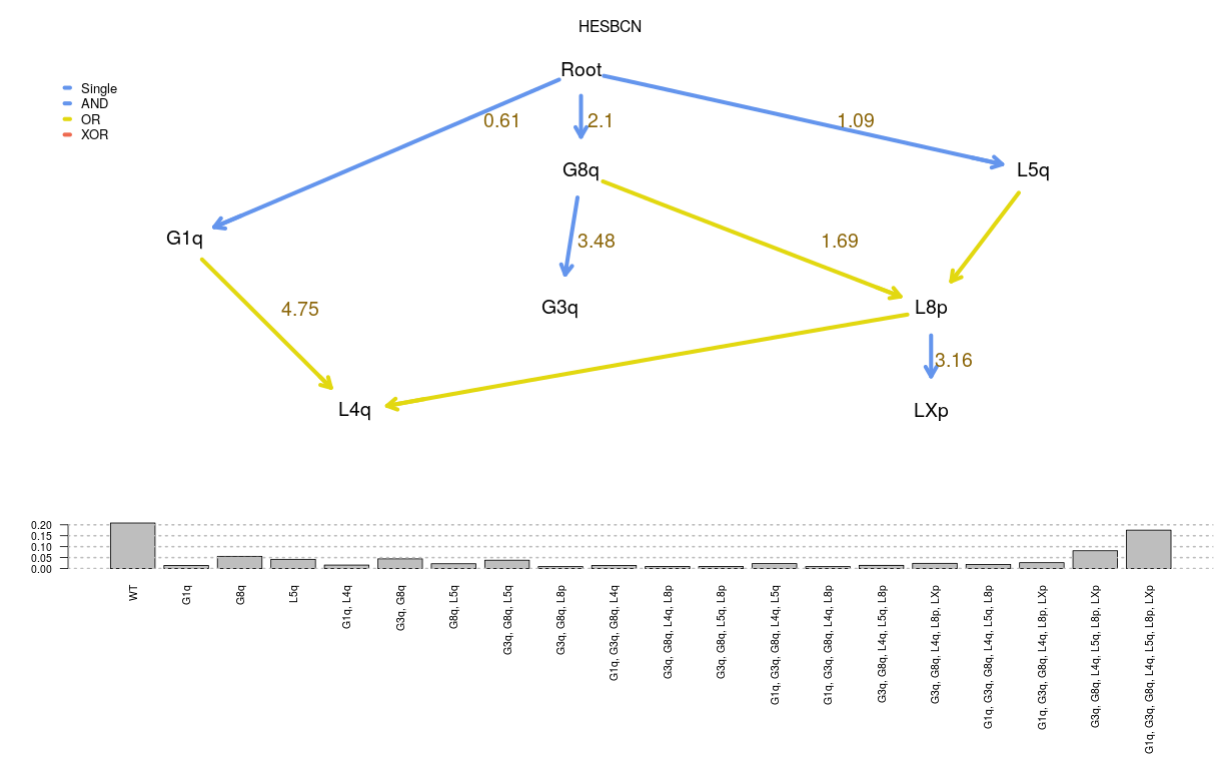 HESBCN
Root
Single
AND
OR
XOR
0.61
2.1
1.09
G8q
L5q
G1q
3.48
1.69
4.75
G3q
L8p
3.16
L4q
LXp
0.20
0.15
0.10
0.05
0.00
WT
G1q
G8q
L5q
G1q, L4q
G3q, G8q
G8q, L5q
G3q, G8q, L5q
G3q, G8q, L8p
G1q, G3q, G8q, L4q
G3q, G8q, L4q, L8p
G3q, G8q, L5q, L8p
G1q, G3q, G8q, L4q, L5q
G1q, G3q, G8q, L4q, L8p
G3q, G8q, L4q, L5q, L8p
G3q, G8q, L4q, L8p, LXp
G1q, G3q, G8q, L4q, L5q, L8p
G1q, G3q, G8q, L4q, L8p, LXp
G3q, G8q, L4q, L5q, L8p, LXp
G1q, G3q, G8q, L4q, L5q, L8p, LXp